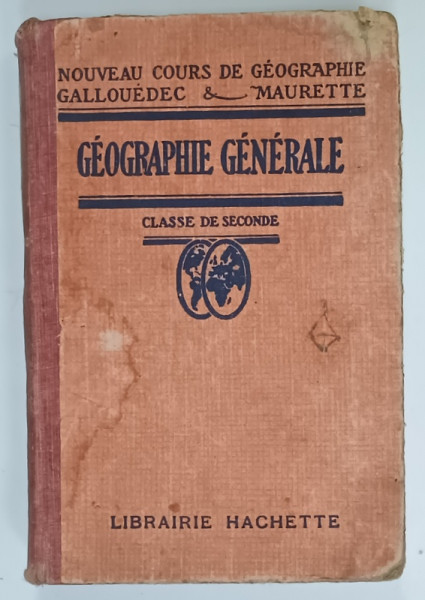 NOUVEAU COURS DE GÉOGRAPHIE
GALLOUÉDEC & MAURETTE
GÉOGRAPHIE GÉNÉRALE
CLASSE DE SECONDE
LIBRAIRIE HACHETTE